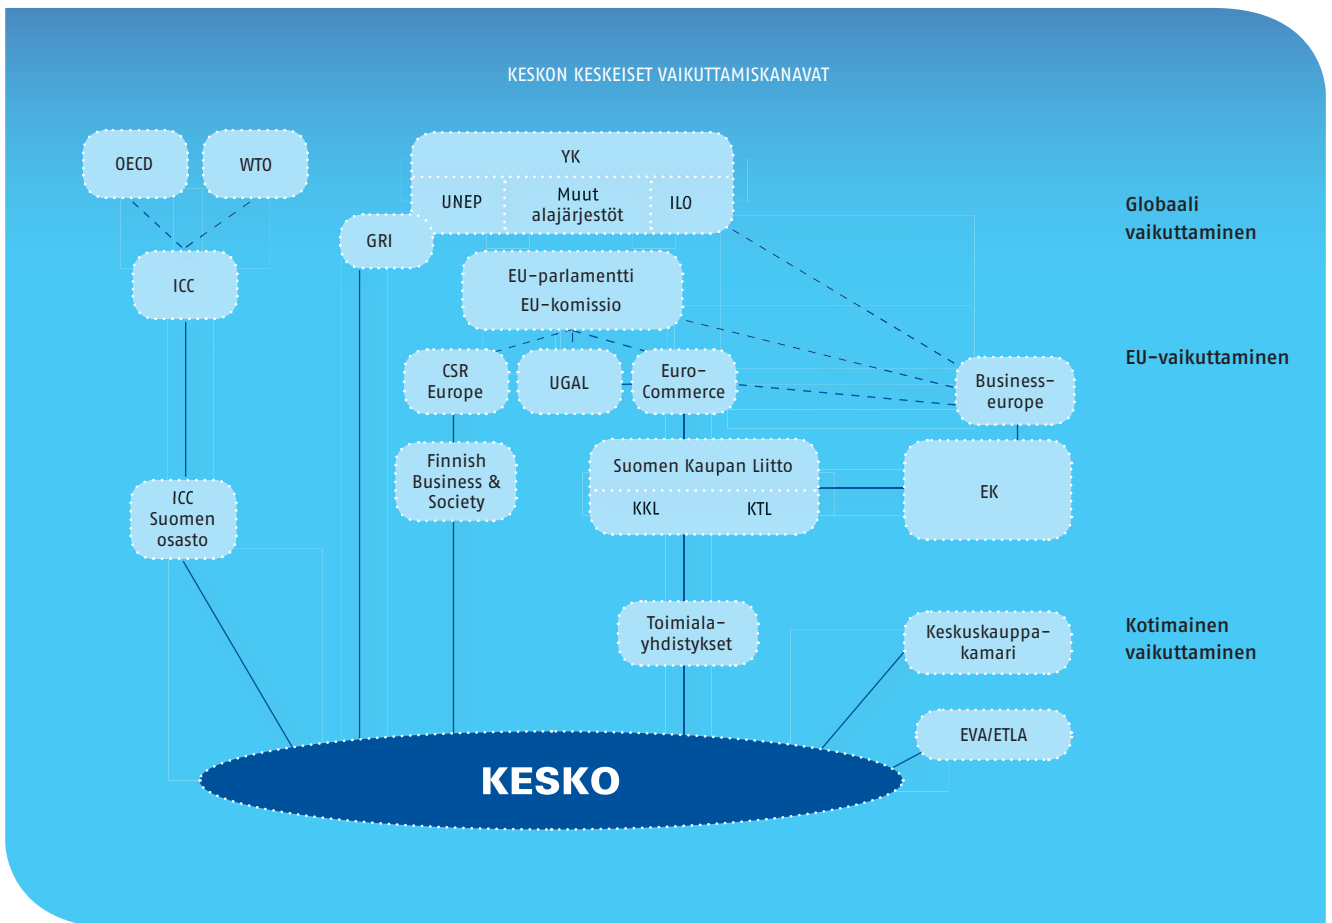 KESKON KESKEISET VAIKUTTAMISKANAVAT
OECD
WTO
YK
UNEP
Muut
alajärjestöt
ILO
GRI
ICC
EU-parlamentti
EU-komissio
Globaali
vaikuttaminen
CSR
Europe
UGAL
Euro-
Commerce
Business-
europe
EU-vaikuttaminen
Finnish
Business &
Society
Suomen Kaupan Liitto
KKL
KTL
EK
ICC
Suomen
osasto
Toimiala-
yhdistykset
Keskuskauppa-
kamari
Kotimainen
vaikuttaminen
EVA/ETLA
KESKO